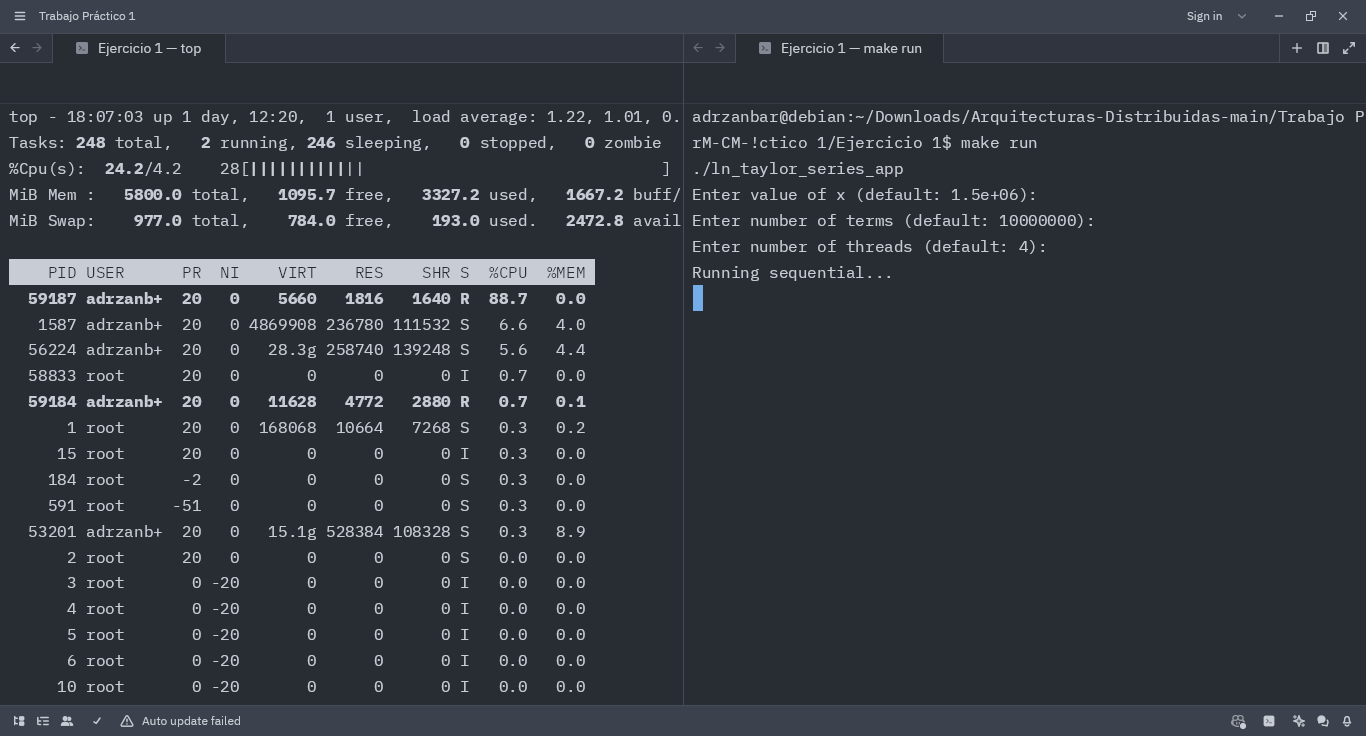 Trabajo Práctico 1
Sign in
Ejercicio 1 — top
Ejercicio 1 — make run
top - 18:07:03 up 1 day, 12:20,  1 user,  load average: 1.22, 1.01, 0.
Tasks: 248 total,   2 running, 246 sleeping,   0 stopped,   0 zombie
%Cpu(s):  24.2/4.2    28[||||||||||||                               ]
MiB Mem :   5800.0 total,   1095.7 free,   3327.2 used,   1667.2 buff/
MiB Swap:    977.0 total,    784.0 free,    193.0 used.   2472.8 avail
PID USER      PR  NI    VIRT    RES    SHR S  %CPU  %MEM
59187 adrzanb+  20   0    5660   1816   1640 R  88.7   0.0
1587 adrzanb+  20   0 4869908 236780 111532 S   6.6   4.0
56224 adrzanb+  20   0   28.3g 258740 139248 S   5.6   4.4
58833 root      20   0       0      0      0 I   0.7   0.0
59184 adrzanb+  20   0   11628   4772   2880 R   0.7   0.1
1 root      20   0  168068  10664   7268 S   0.3   0.2
15 root      20   0       0      0      0 I   0.3   0.0
184 root      -2   0       0      0      0 S   0.3   0.0
591 root     -51   0       0      0      0 S   0.3   0.0
53201 adrzanb+  20   0   15.1g 528384 108328 S   0.3   8.9
2 root      20   0       0      0      0 S   0.0   0.0
3 root       0 -20       0      0      0 I   0.0   0.0
4 root       0 -20       0      0      0 I   0.0   0.0
5 root       0 -20       0      0      0 I   0.0   0.0
6 root       0 -20       0      0      0 I   0.0   0.0
10 root       0 -20       0      0      0 I   0.0   0.0
adrzanbar@debian:~/Downloads/Arquitecturas-Distribuidas-main/Trabajo P
rM-CM-!ctico 1/Ejercicio 1$ make run
./ln_taylor_series_app
Enter value of x (default: 1.5e+06):
Enter number of terms (default: 10000000):
Enter number of threads (default: 4):
Running sequential...
Auto update failed